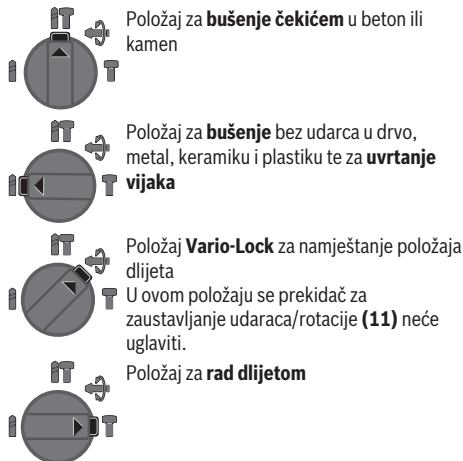 Položaj za bušenje čekićem u beton ili
kamen
Položaj za bušenje bez udarca u drvo,
metal, keramiku i plastiku te za uvrtanje
vijaka
Položaj Vario-Lock za namještanje položaja
dlijeta
U ovom položaju se prekidač za
zaustavljanje udaraca/rotacije (11) neće
uglaviti.
Položaj za rad dlijetom